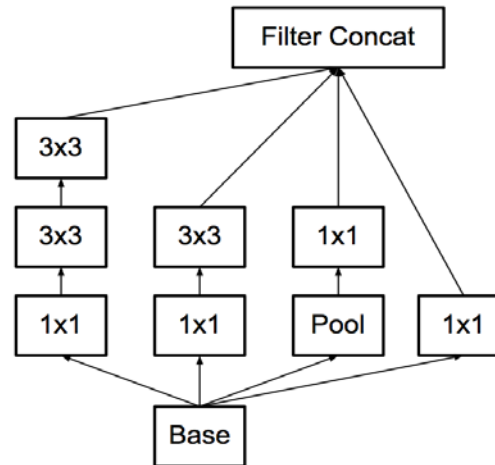 Filter Concat
3x3
3x3 3x3 1x1
1x1 1x1 Pool 1x1
Base